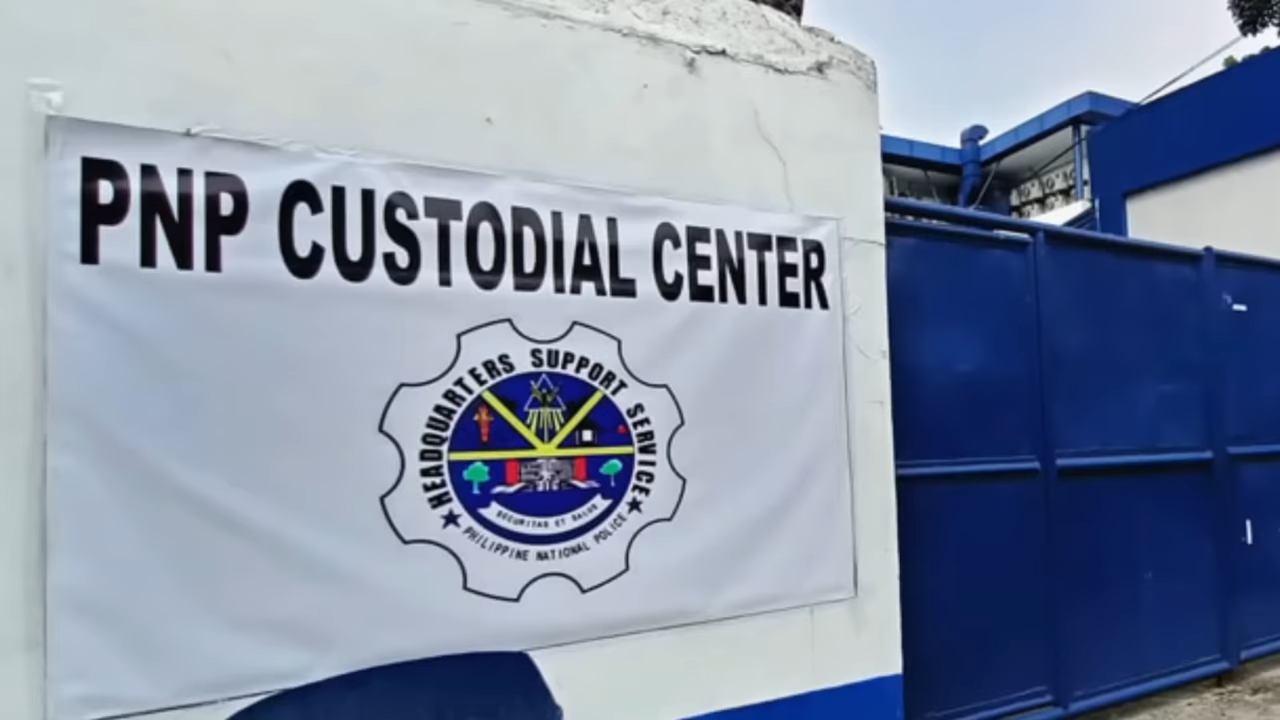 PNP CUSTODIAL CENTER
HEADQUARTERS SUPPORT SERVICE
SECURITAS ET SALUS
PHILIPPINE NATIONAL POLICE